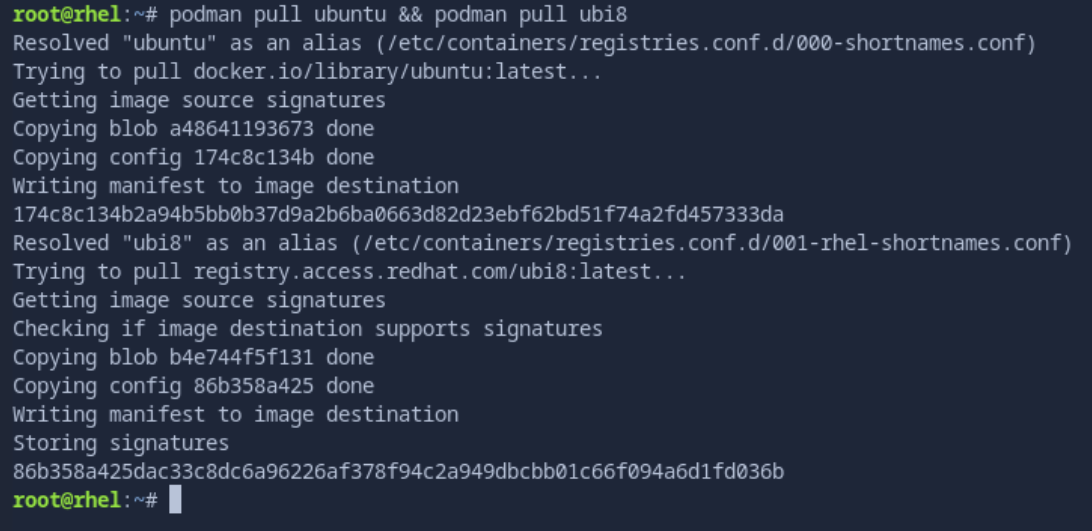 root@rhel:~# podman pull ubuntu && podman pull ubi8
Resolved "ubuntu" as an alias (/etc/containers/registries.conf.d/000-shortnames.conf)
Trying to pull docker.io/library/ubuntu:latest...
Getting image source signatures
Copying blob a48641193673 done
Copying config 174c8c134b done
Writing manifest to image destination
174c8c134b2a94b5bb0b37d9a2b6ba0663d82d23ebf62bd51f74a2fd457333da
Resolved "ubi8" as an alias (/etc/containers/registries.conf.d/001-rhel-shortnames.conf)
Trying to pull registry.access.redhat.com/ubi8:latest...
Getting image source signatures
Checking if image destination supports signatures
Copying blob b4e744f5f131 done
Copying config 86b358a425 done
Writing manifest to image destination
Storing signatures
86b358a425dac33c8dc6a96226af378f94c2a949dbcbb01c66f094a6d1fd036b
root@rhel:~#